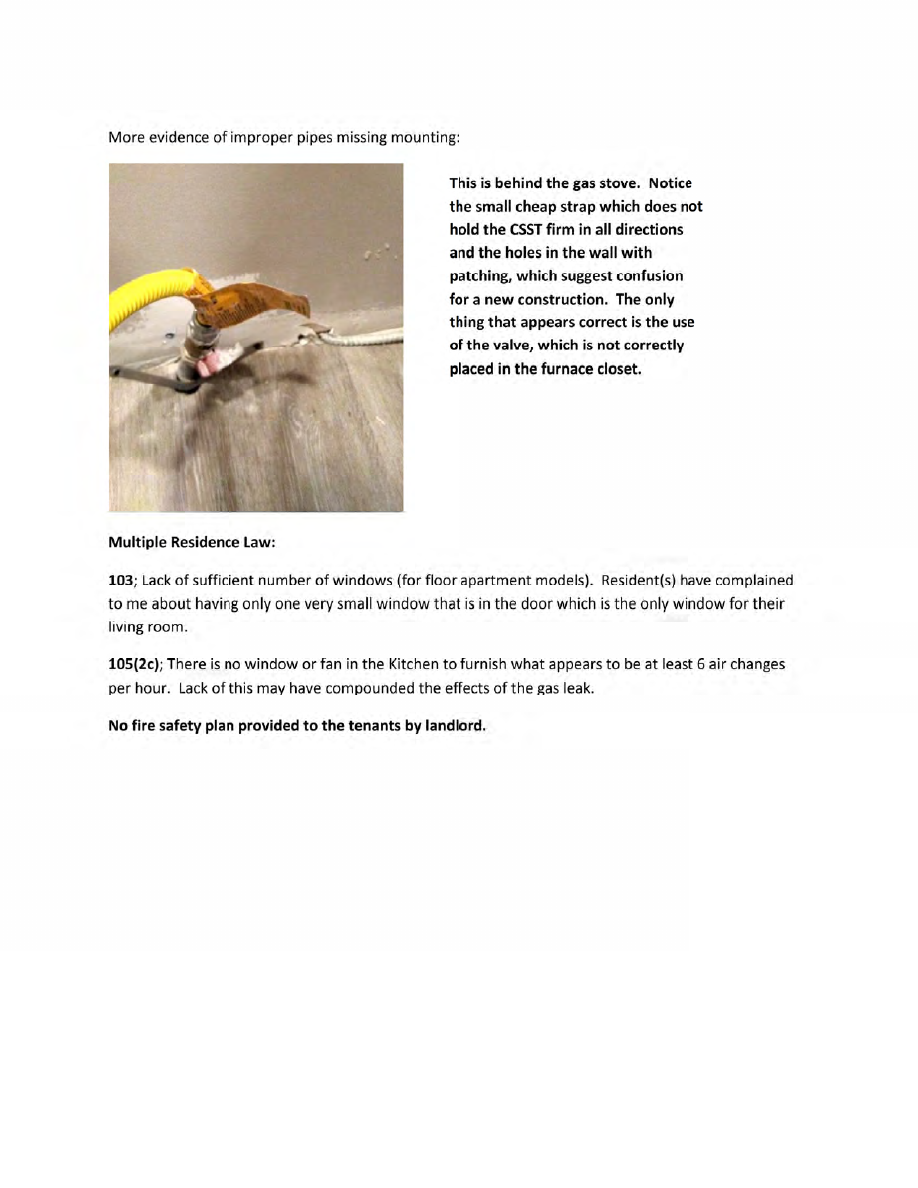 More evidence of improper pipes missing mounting:
This is behind the gas stove. Notice
the small cheap strap which does not
hold the CSST firm in all directions
and the holes in the wall with
patching, which suggest confusion
for a new construction. The only
thing that appears correct is the use
of the valve, which is not correctly
placed in the furnace closet.
Multiple Residence Law:
103; Lack of sufficient number of windows (for floor apartment models). Resident(s) have complained
to me about having only one very small window that is in the door which is the only window for their
living room.
105(2c); There is no window or fan in the Kitchen to furnish what appears to be at least 6 air changes
per hour. Lack of this may have compounded the effects of the gas leak.
No fire safety plan provided to the tenants by landlord.